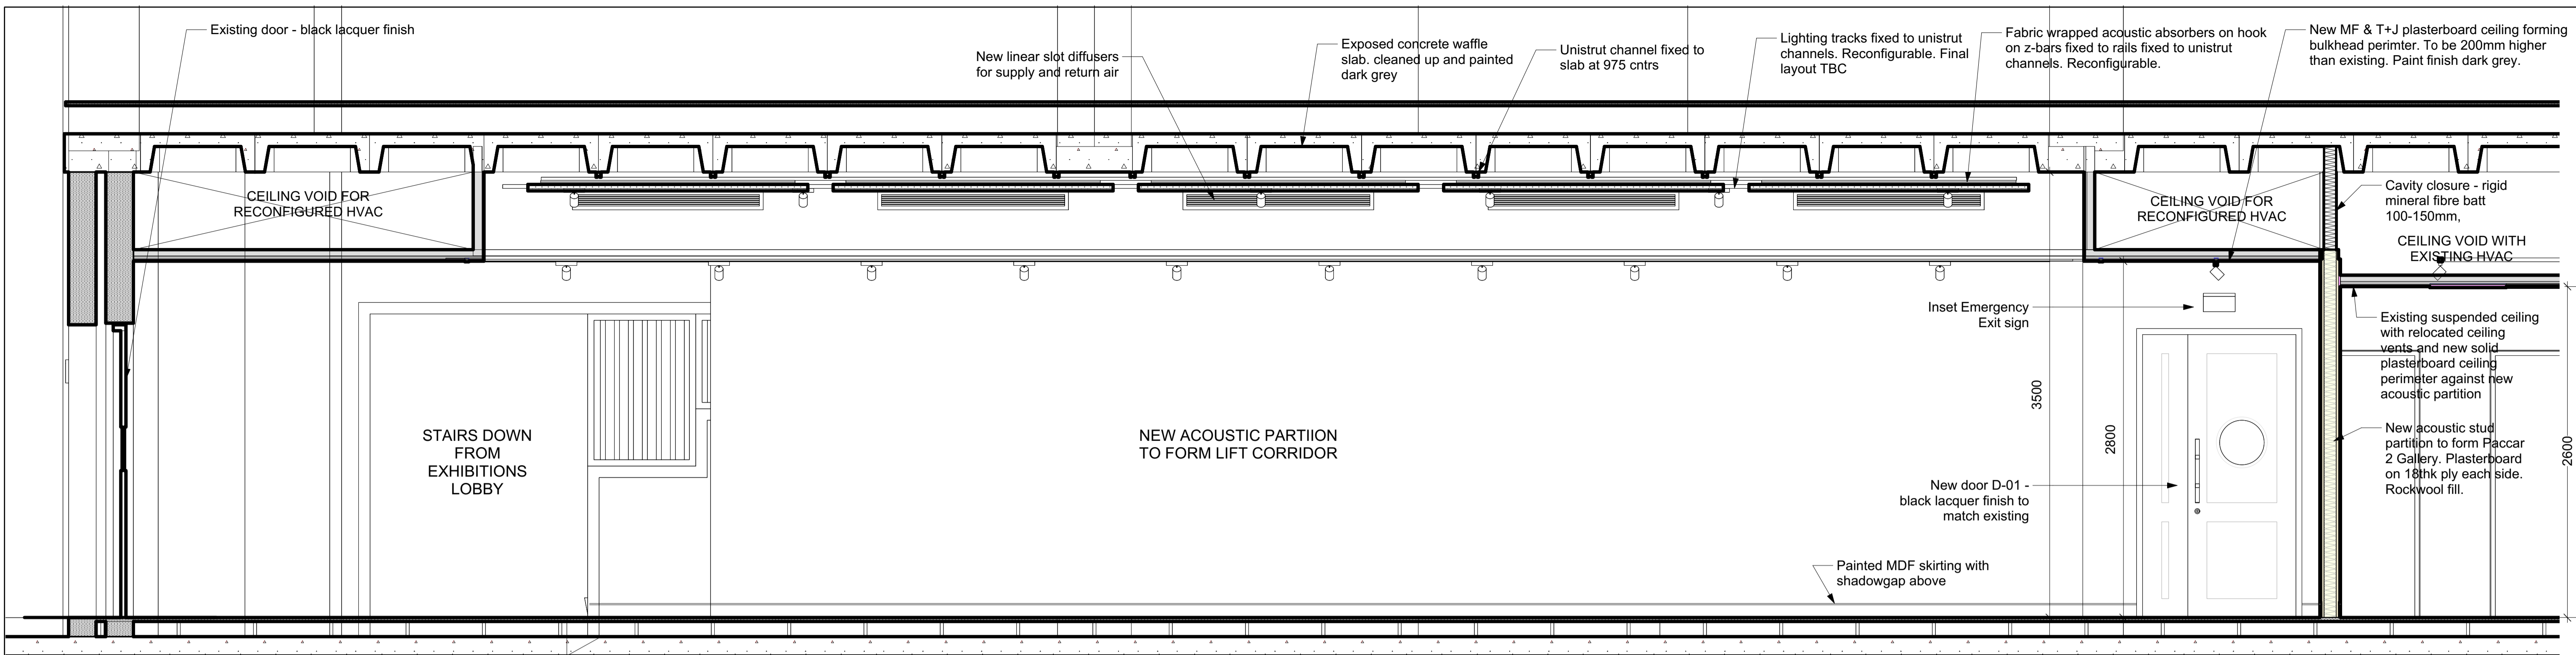 Existing door - black lacquer finish
New linear slot diffusers
for supply and return air
Exposed concrete waffle
slab. cleaned up and painted
dark grey
Unistrut channel fixed to
slab at 975 cntrs
Lighting tracks fixed to unistrut
channels. Reconfigurable. Final
layout TBC
Fabric wrapped acoustic absorbers on hook
on z-bars fixed to rails fixed to unistrut
channels. Reconfigurable.
New MF & T+J plasterboard ceiling forming
bulkhead perimter. To be 200mm higher
than existing. Paint finish dark grey.
CEILING VOID FOR
RECONFIGURED HVAC
CEILING VOID FOR
RECONFIGURED HVAC
Cavity closure - rigid
mineral fibre batt
100-150mm,
CEILING VOID WITH
EXISTING HVAC
Inset Emergency
Exit sign
Existing suspended ceiling
with relocated ceiling
vents and new solid
plasterboard ceiling
perimeter against new
acoustic partition
3500
2800
2600
STAIRS DOWN
FROM
EXHIBITIONS
LOBBY
NEW ACOUSTIC PARTIION
TO FORM LIFT CORRIDOR
New acoustic stud
partition to form Paccar
2 Gallery. Plasterboard
on 18thk ply each side.
Rockwool fill.
New door D-01 -
black lacquer finish to
match existing
Painted MDF skirting with
shadowgap above